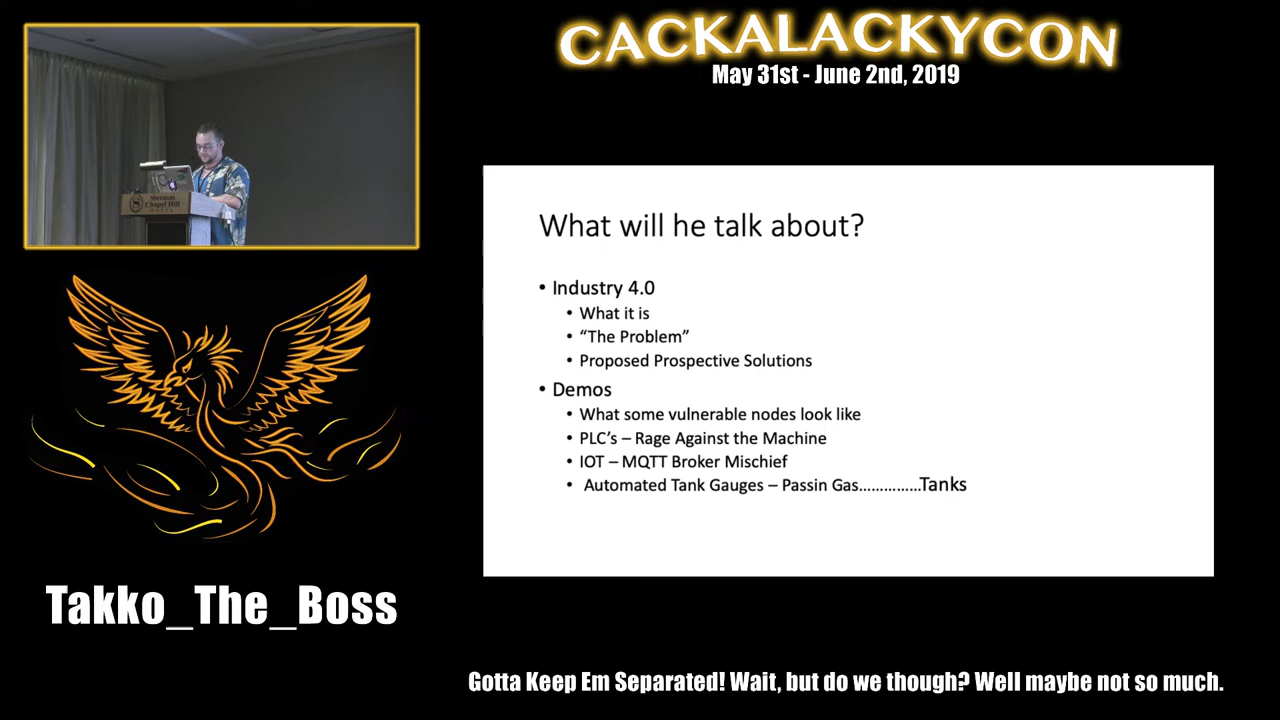 CACKALACKYCON
May 31st - June 2nd, 2019
Sheraton
Chapel Hill
What will he talk about?
• Industry 4.0
• What it is
• “The Problem”
• Proposed Prospective Solutions
• Demos
• What some vulnerable nodes look like
• PLC’s – Rage Against the Machine
• IOT – MQTT Broker Mischief
• Automated Tank Gauges – Passin Gas……………Tanks
Takko_The_Boss
Gotta Keep Em Separated! Wait, but do we though? Well maybe not so much.